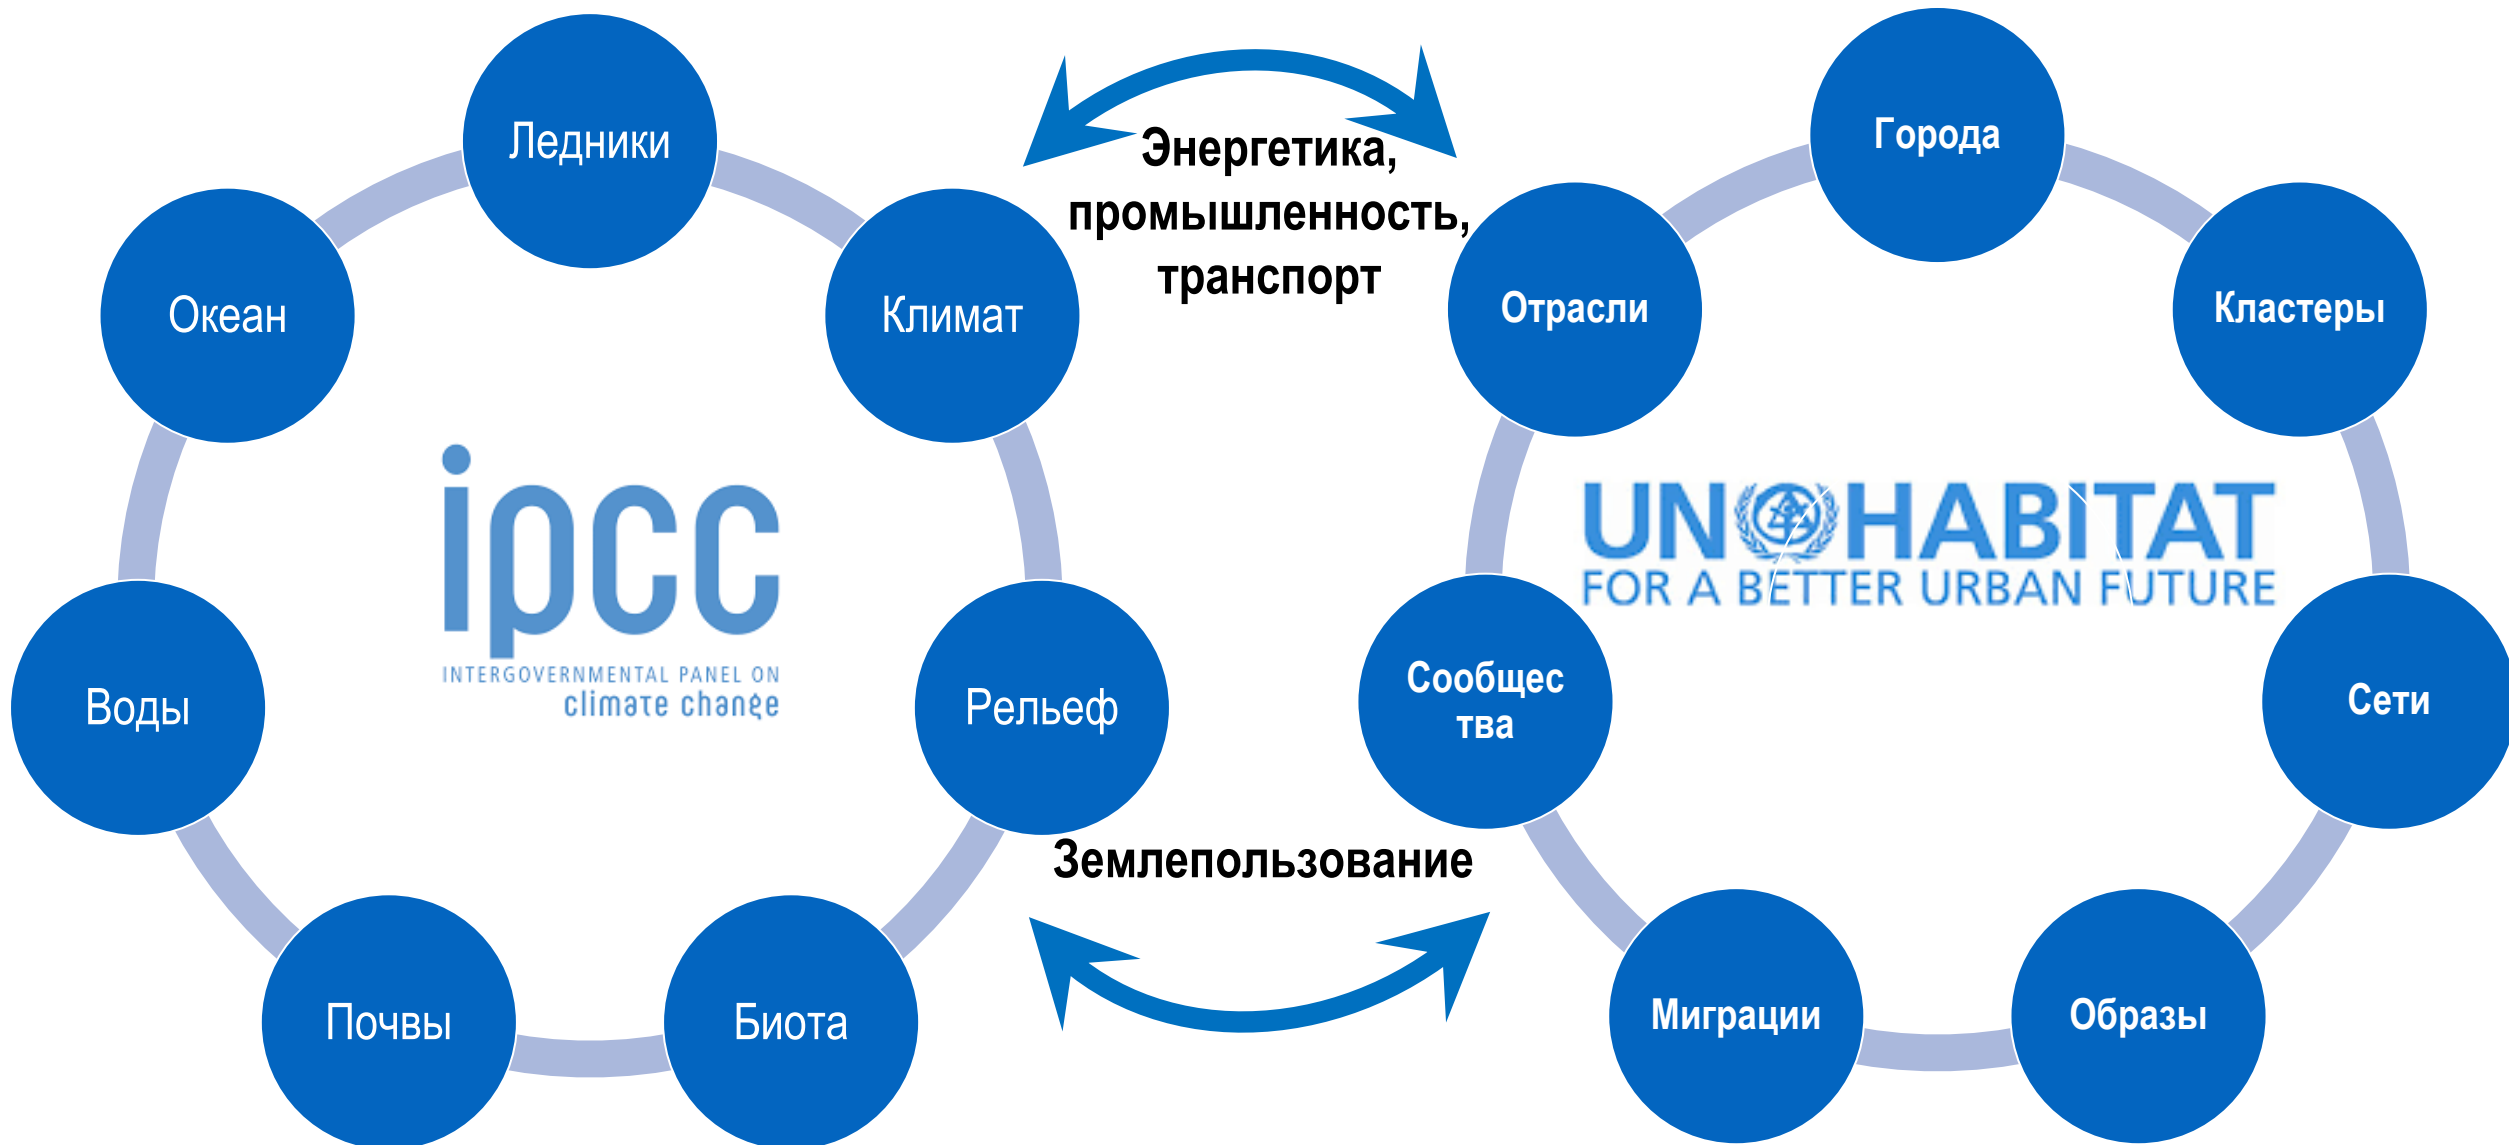 Ледники
Океан
Климат
Воды
Рельеф
Почвы
Биота
ipcc
INTERGOVERNMENTAL PANEL ON
climate change
Энергетика,
промышленность,
транспорт
Землепользование
Города
Отрасли
Кластеры
UN HABITAT
FOR A BETTER URBAN FUTURE
Сообщес
тва
Сети
Миграции
Образы